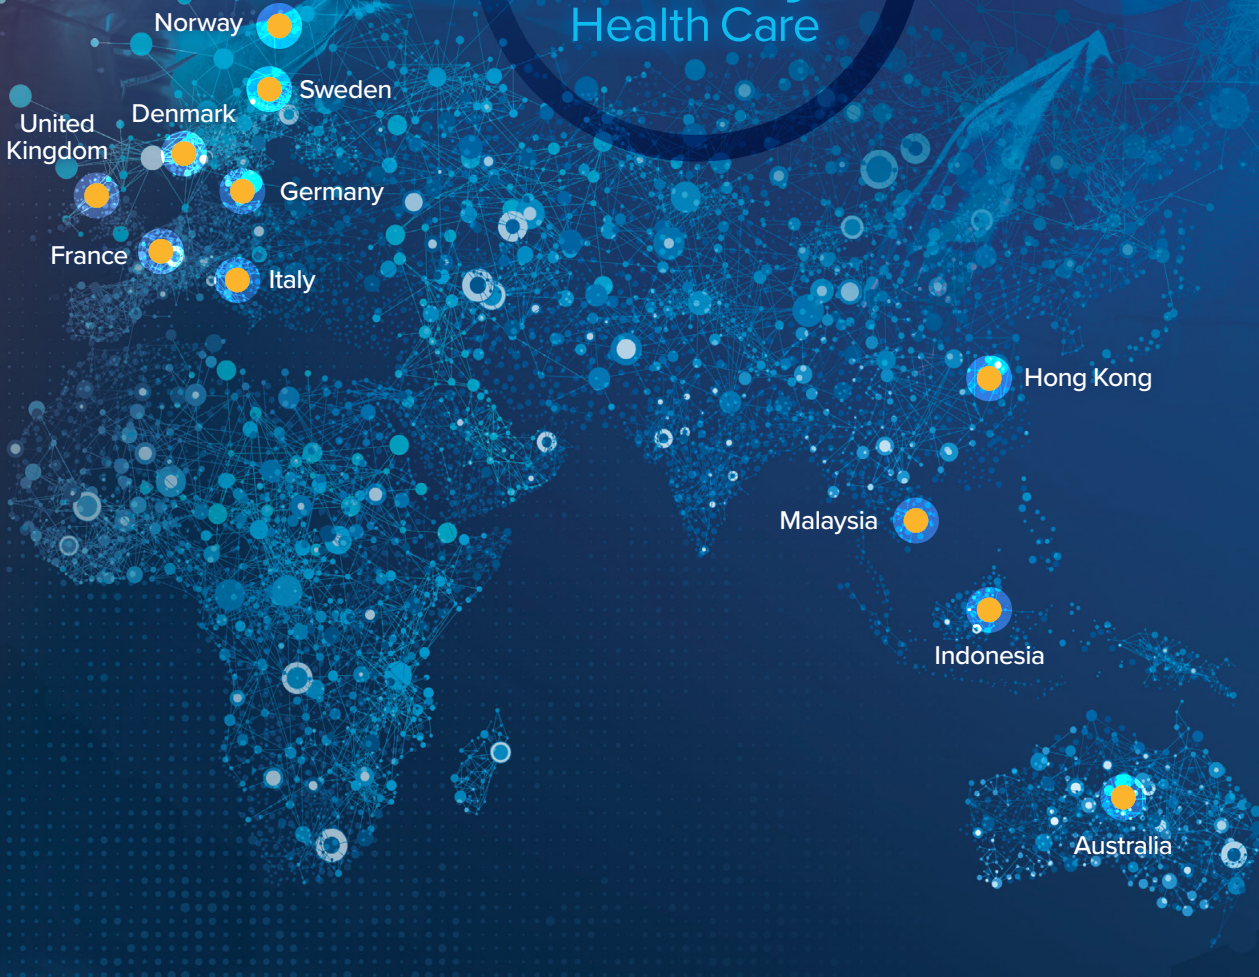 Health Care
Norway
Sweden
Denmark
United
Kingdom
Germany
France
Italy
Hong Kong
Malaysia
Indonesia
Australia